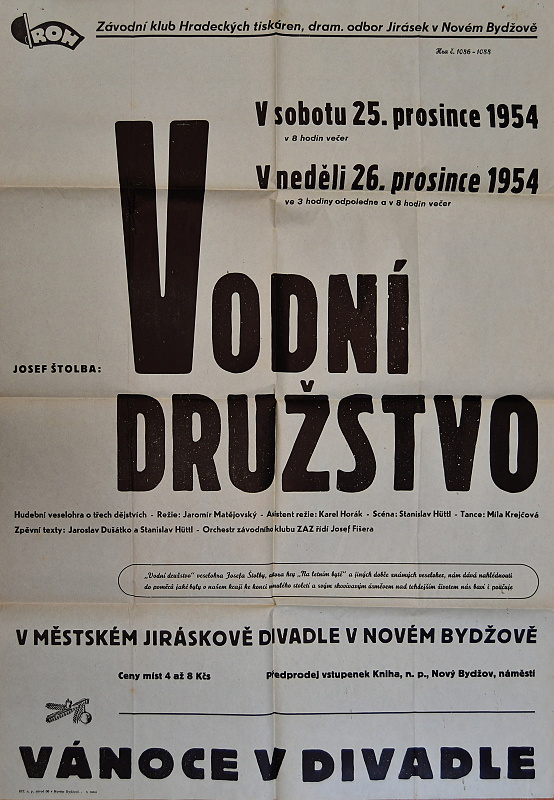 ROH
Závodní klub Hradeckých tiskáren, dram. odbor Jirásek v Novém Bydžově
Hra č. 1086 - 1088
V sobotu 25. prosince 1954
v 8 hodin večer
V neděli 26. prosince 1954
ve 3 hodiny odpoledne a v 8 hodin večer
JOSEF ŠTOLBA:
VODNÍ
DRUŽSTVO
Hudební veselohra o třech dějstvích - Režie: Jaromír Matějovský - Asistent režie: Karel Horák - Scéna: Stanislav Hüttl - Tance: Míla Krejčová
Zpěvní texty: Jaroslav Dušátko a Stanislav Hüttl - Orchestr závodního klubu ZAZ řídí Josef Fišera
„Vodní družstvo" veselohra Josefa Štolby, autora hry „Na letním bytě" a jiných dobře známých veseloher, nám dává nahlédnouti
do poměrů jaké byly v našem kraji ke konci minulého století a svým shovívavým úsměvem nad tehdejším životem nás baví i poučuje
V MĚSTSKÉM JIRÁSKOVĚ DIVADLE V NOVÉM BYDŽOVĚ
Ceny míst 4 až 8 Kčs předprodej vstupenek Kniha, n. p., Nový Bydžov, náměstí
VÁNOCE V DIVADLE